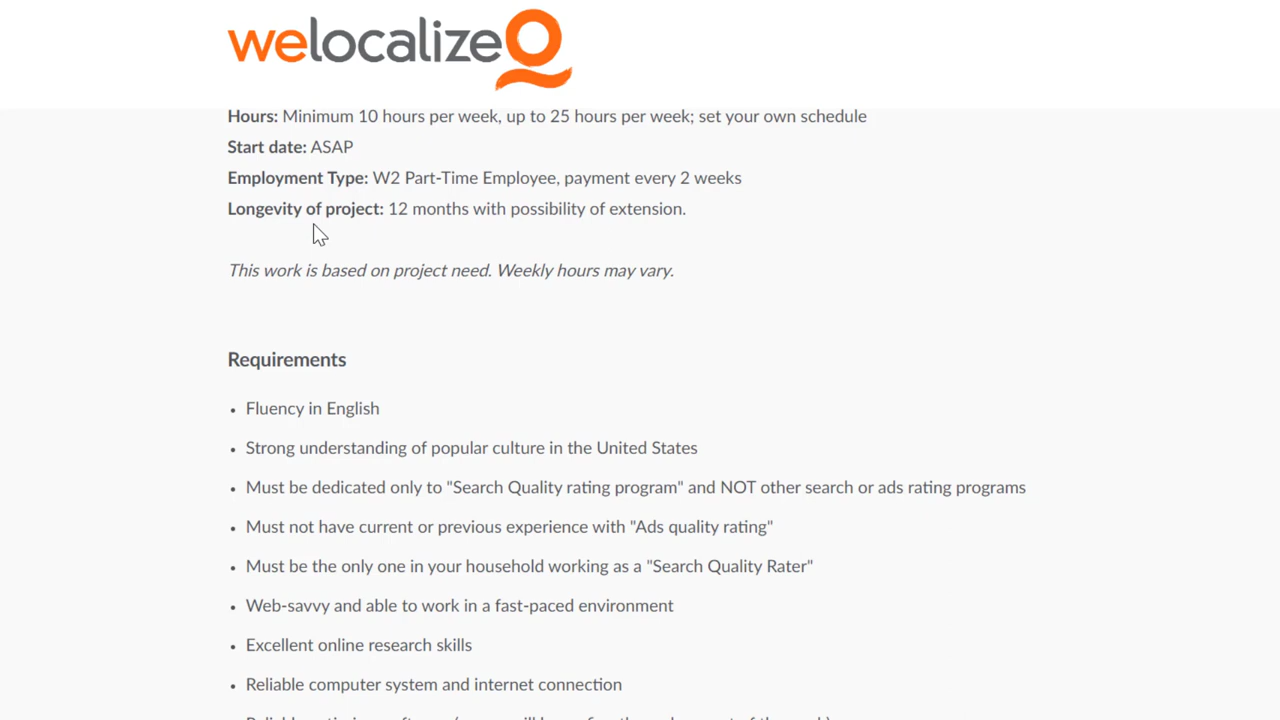 welocalize
Hours: Minimum 10 hours per week, up to 25 hours per week; set your own schedule
Start date: ASAP
Employment Type: W2 Part-Time Employee, payment every 2 weeks
Longevity of project: 12 months with possibility of extension.
This work is based on project need. Weekly hours may vary.
Requirements
• Fluency in English
• Strong understanding of popular culture in the United States
• Must be dedicated only to "Search Quality rating program" and NOT other search or ads rating programs
• Must not have current or previous experience with "Ads quality rating"
• Must be the only one in your household working as a "Search Quality Rater"
• Web-savvy and able to work in a fast-paced environment
• Excellent online research skills
• Reliable computer system and internet connection